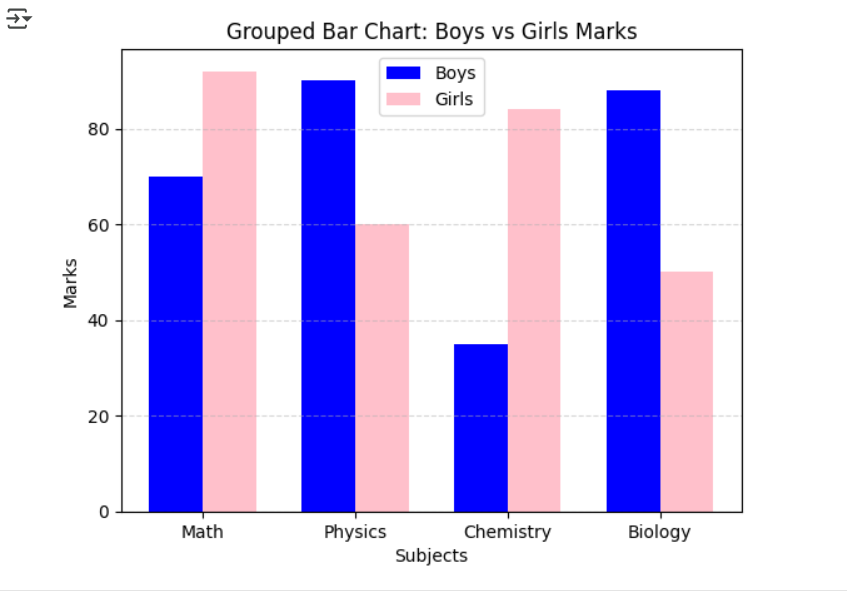 Grouped Bar Chart: Boys vs Girls Marks
Boys
Girls
80
60
40
20
0
Marks
Math Physics Chemistry Biology
Subjects